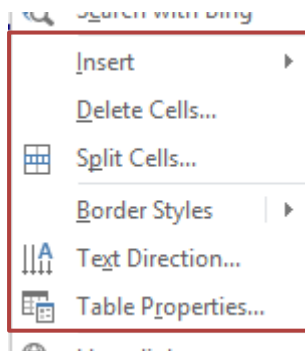 Search with Bing
Insert
Delete Cells...
Split Cells...
Border Styles
Text Direction...
Table Properties...